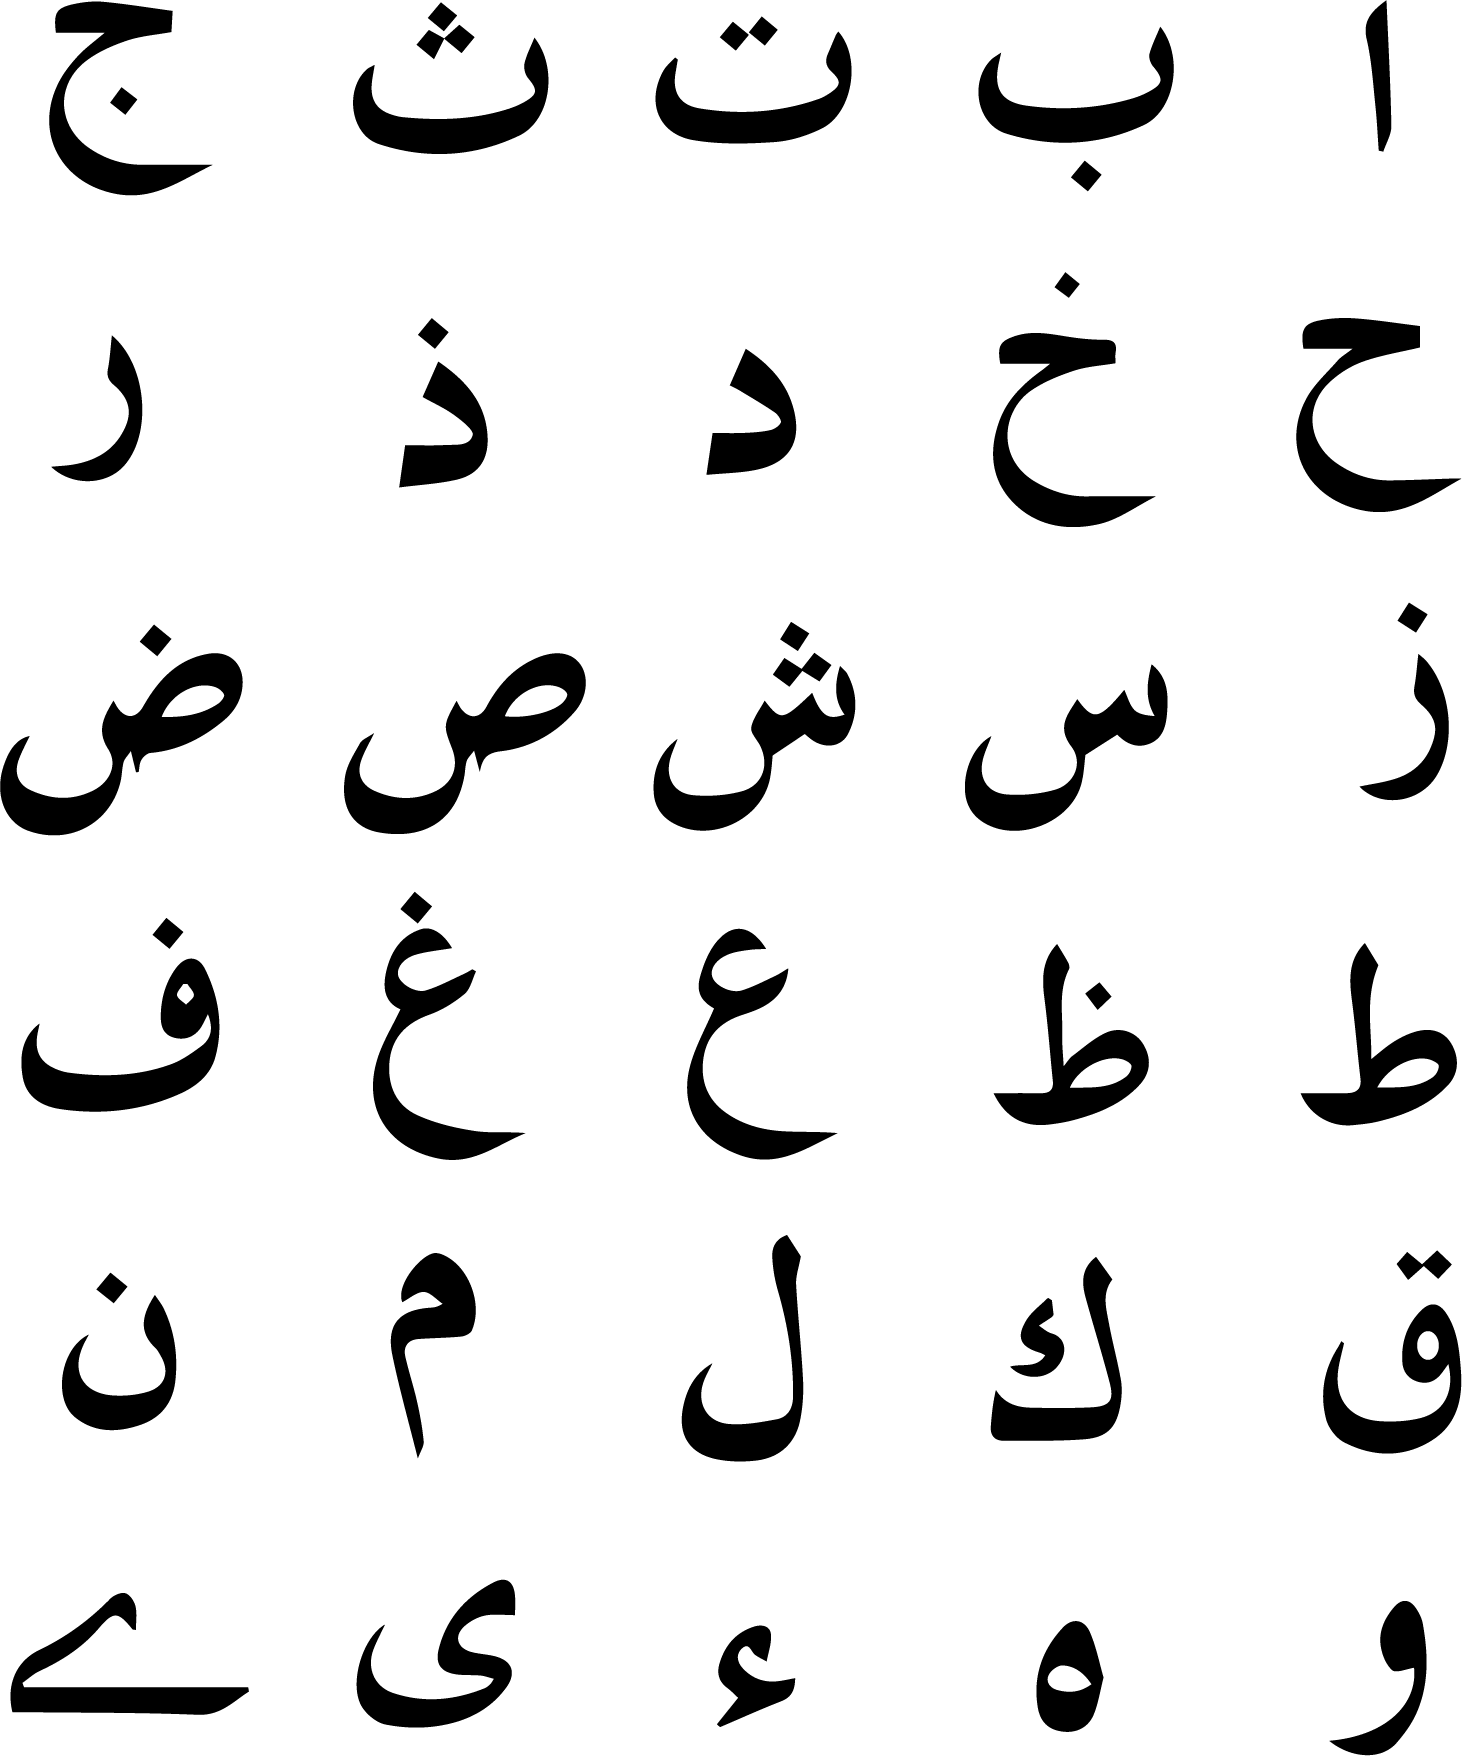 ا ب ت ث ج
ح خ د ذ ر
ز س ش ص ض
ط ظ ع غ ف
ق ك ل م ن
و ه ء ى ے